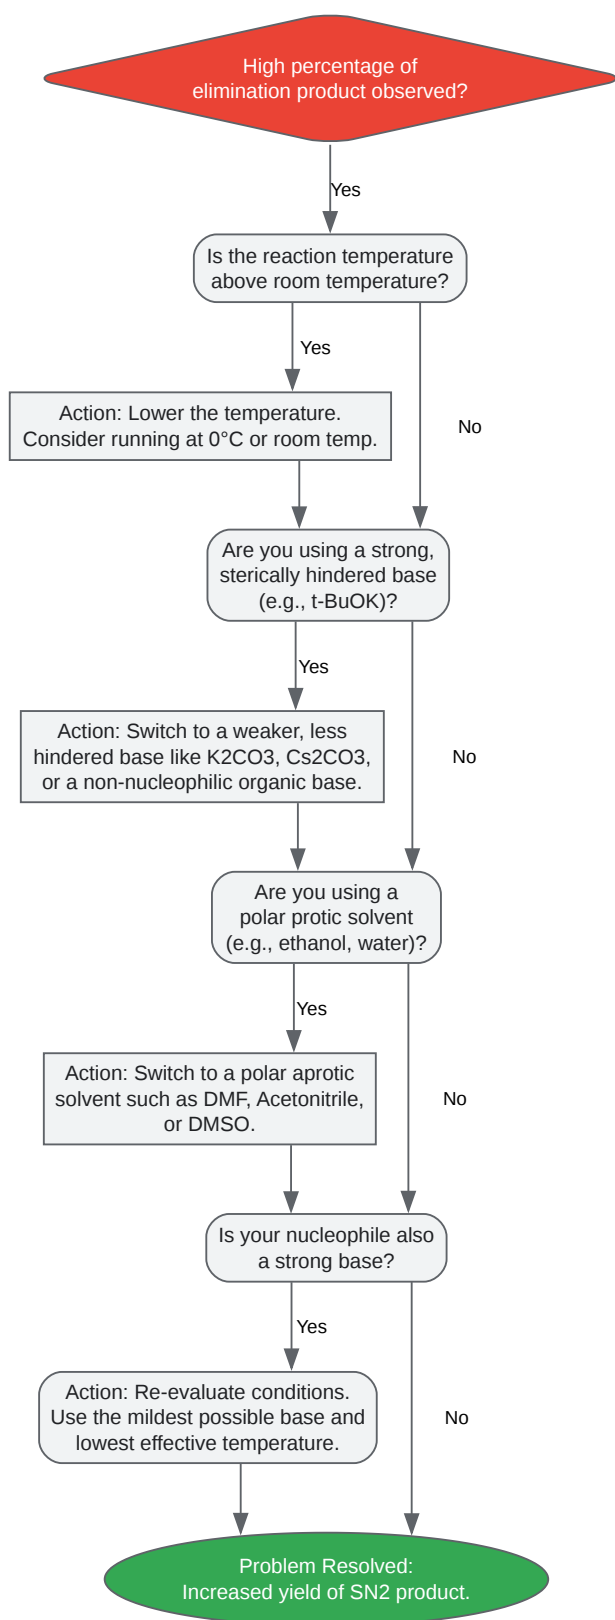 High percentage of
elimination product observed?
Yes
Is the reaction temperature
above room temperature?
Yes
Action: Lower the temperature.
Consider running at 0°C or room temp.
No
Are you using a strong,
sterically hindered base
(e.g., t-BuOK)?
Yes
Action: Switch to a weaker, less
hindered base like K2CO3, Cs2CO3,
or a non-nucleophilic organic base.
No
Are you using a
polar protic solvent
(e.g., ethanol, water)?
Yes
Action: Switch to a polar aprotic
solvent such as DMF, Acetonitrile,
or DMSO.
No
Is your nucleophile also
a strong base?
Yes
Action: Re-evaluate conditions.
Use the mildest possible base and
lowest effective temperature.
No
Problem Resolved:
Increased yield of SN2 product.